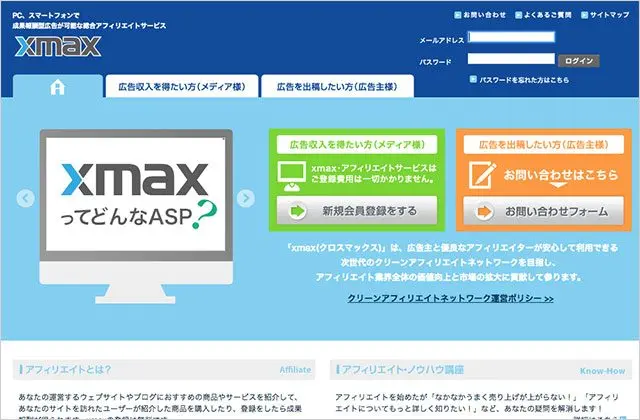 PC、スマートフォンで
成果報酬型広告が可能な総合アフィリエイトサービス
xmax
お問い合わせ よくあるご質問 サイトマップ
メールアドレス
パスワード ログイン
パスワードを忘れた方はこちら
広告収入を得たい方(メディア様) 広告を出稿したい方(広告主様)
xmax
ってどんなASP?
広告収入を得たい方(メディア様)
xmax・アフィリエイトサービスは
ご登録費用は一切かかりません。
新規会員登録をする
広告を出稿したい方(広告主様)
お問い合わせはこちら
お問い合わせフォーム
「xmax(クロスマックス)」は、広告主と優良なアフィリエイターが安心して利用できる
次世代のクリーンアフィリエイトネットワークを目指し、
アフィリエイト業界全体の価値向上と市場の拡大に貢献して参ります。
クリーンアフィリエイトネットワーク運営ポリシー >>
アフィリエイトとは? Affiliate
あなたの運営するウェブサイトやブログにおすすめの商品やサービスを紹介して、
あなたのサイトを訪れたユーザーが紹介した商品を購入したり、登録をしたら成果
アフィリエイト・ノウハウ講座 Know-How
アフィリエイトを始めたが「なかなかうまく売り上げが上がらない!」「アフィリ
エイトについてもっと詳しく知りたい!」など、あなたの疑問を解消します!